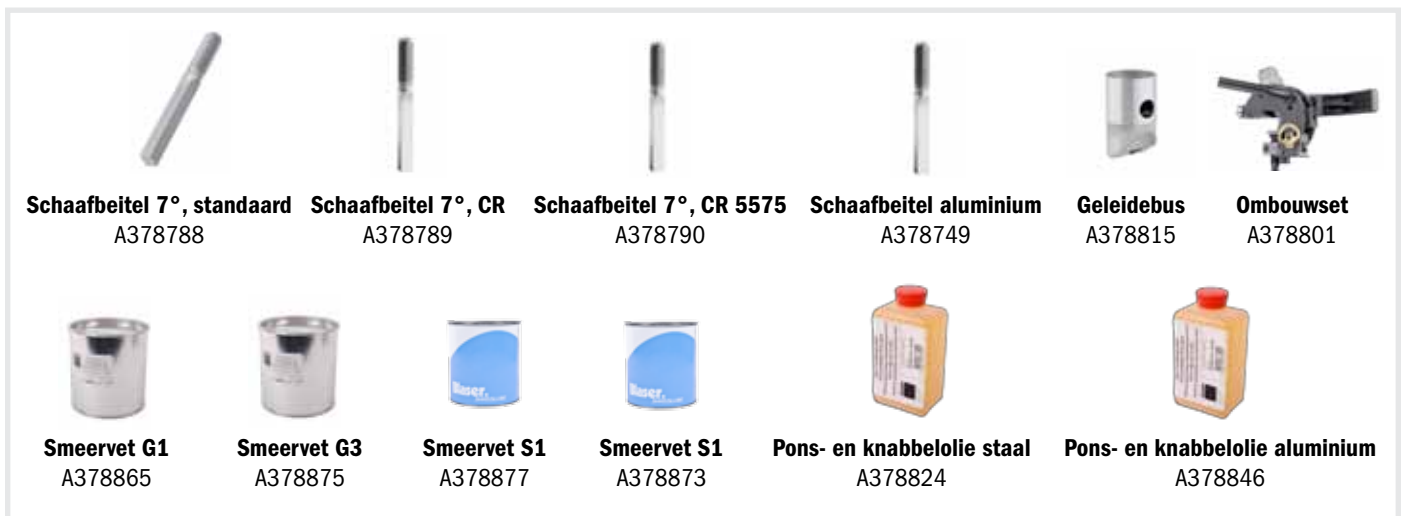 Schaafbeitel 7°, standaard Schaafbeitel 7°, CR Schaafbeitel 7°, CR 5575 Schaafbeitel aluminium Geleidebus Ombouwset
A378788 A378789 A378790 A378749 A378815 A378801
Blaser. Blaser.
Smeervet G1 Smeervet G3 Smeervet S1 Smeervet S1 Pons- en knabbelolie staal Pons- en knabbelolie aluminium
A378865 A378875 A378877 A378873 A378824 A378846